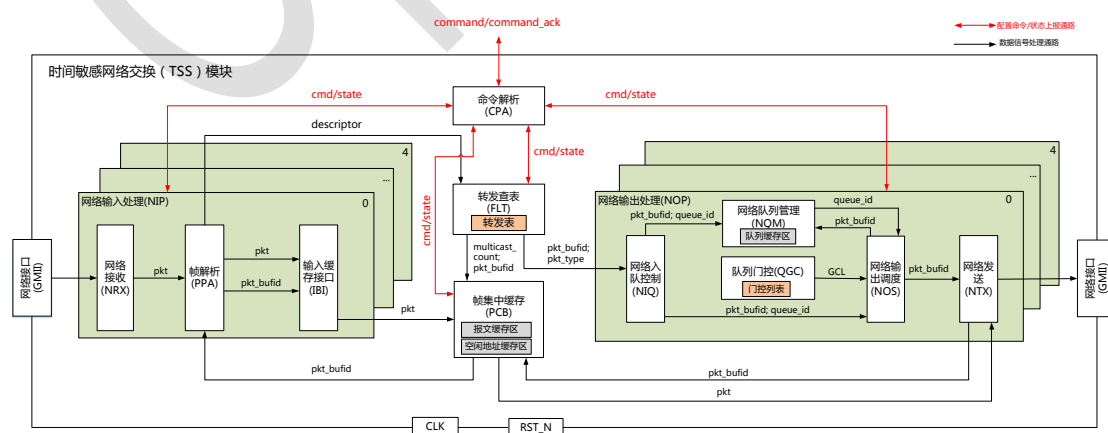 command/command_ack
配置命令/状态上报通路
数据信号处理通路
时间敏感网络交换（TSS）模块
cmd/state
命令解析
(CPA)
cmd/state
descriptor
cmd/state
cmd/state
4
...
网络输入处理(NIP)
0
网络接口
(GMII)
网络
接收
(NRX)
pkt
帧解析
(PPA)
pkt
pkt_bufid
输入缓
存接口
(IBI)
转发查表
(FLT)
转发表
multicast_
count;
pkt_bufid
pkt_bufid;
pkt_type
pkt
帧集中缓存
(PCB)
报文缓存区
空闲地址缓存区
4
...
网络输出处理(NOP)
0
pkt_bufid; queue_id
网络队列管理
(NQM)
队列缓存区
queue_id
pkt_bufid
网络入
队控制
(NIQ)
队列门控(QGC)
门控列表
GCL
网络输
出调度
(NOS)
pkt_bufid
网络发
送
(NTX)
pkt_bufid; queue_id
网络接口
(GMII)
pkt_bufid
pkt_bufid
pkt
CLK
RST_N